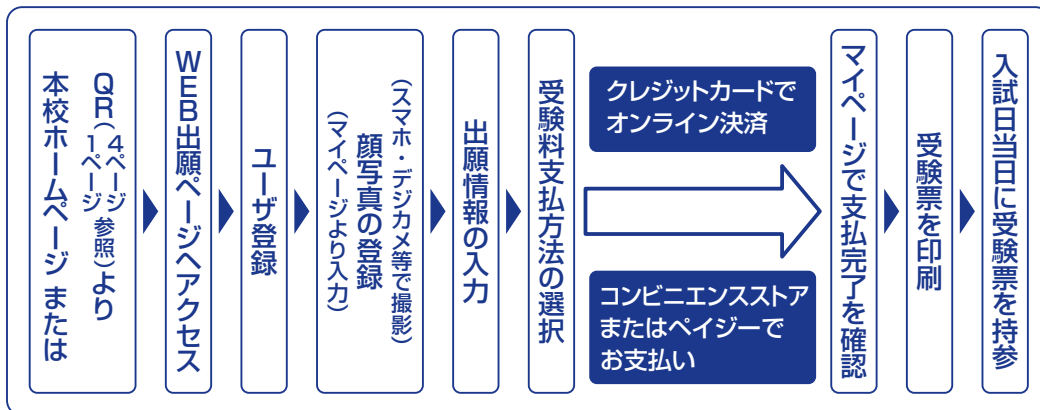 本校ホームページ または
QR(1ページ 4ページ 参照)より
WEB出願ページへアクセス
ユーザ登録
顔写真の登録
(スマホ・デジカメ等で撮影)
(マイページより入力)
出願情報の入力
受験料支払方法の選択
クレジットカードで
オンライン決済
コンビニエンスストア
またはペイジーで
お支払い
マイページで支払完了を確認
受験票を印刷
入試日当日に受験票を持参